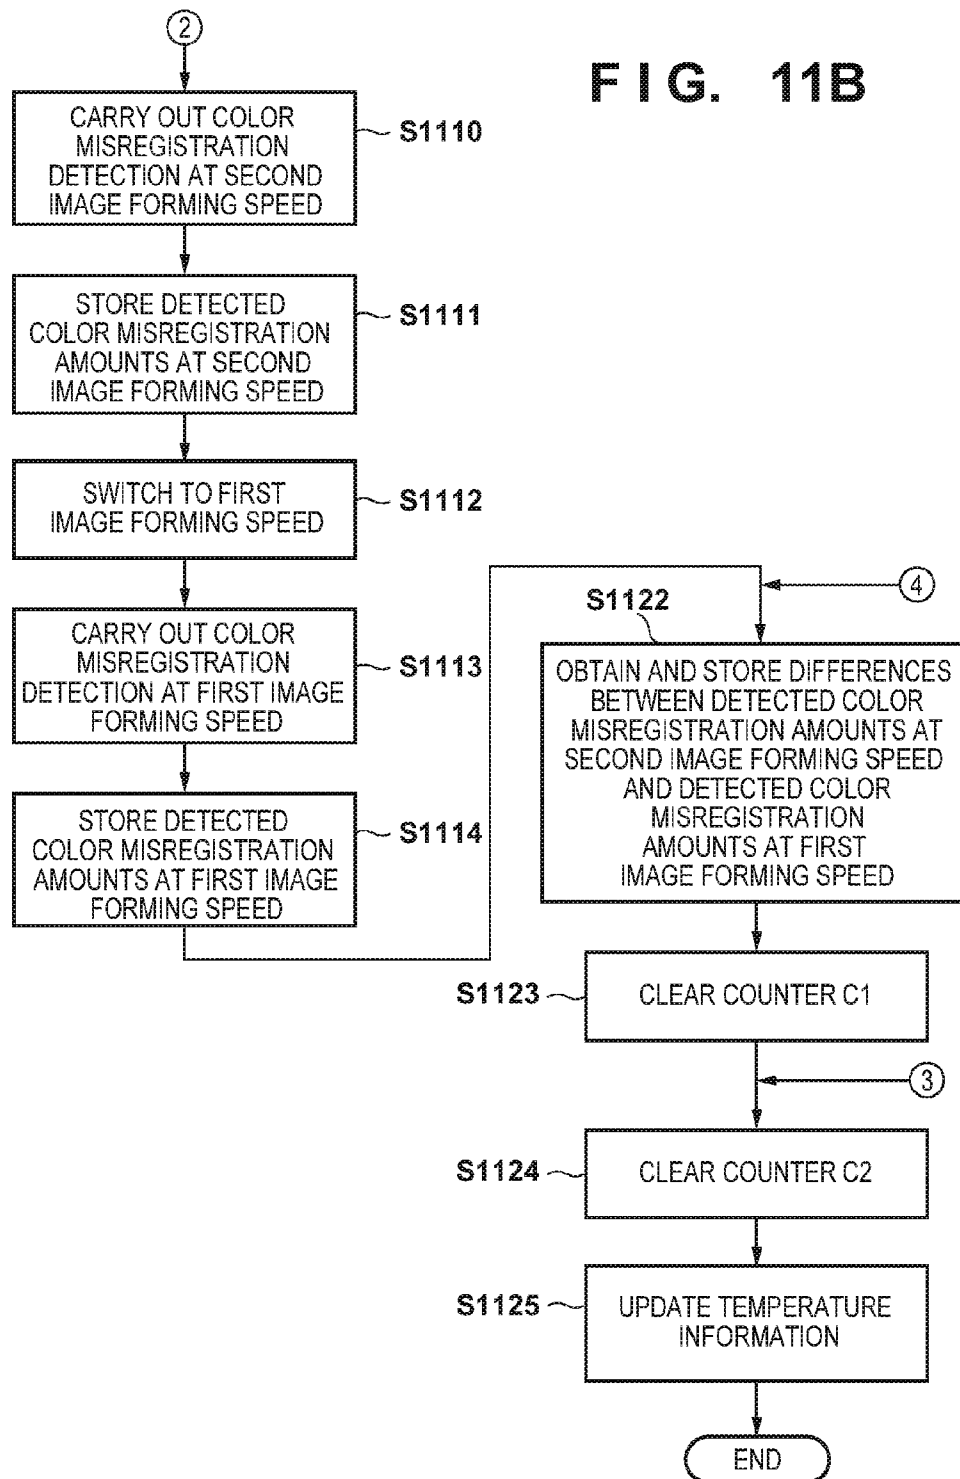 FIG. 11B
2
CARRY OUT COLOR
MISREGISTRATION
DETECTION AT SECOND
IMAGE FORMING SPEED
S1110
STORE DETECTED
COLOR MISREGISTRATION
AMOUNTS AT SECOND
IMAGE FORMING SPEED
S1111
SWITCH TO FIRST
IMAGE FORMING SPEED
S1112
CARRY OUT COLOR
MISREGISTRATION
DETECTION AT FIRST IMAGE
FORMING SPEED
S1113
STORE DETECTED
COLOR MISREGISTRATION
AMOUNTS AT FIRST IMAGE
FORMING SPEED
S1114
4
S1122
OBTAIN AND STORE DIFFERENCES
BETWEEN DETECTED COLOR
MISREGISTRATION AMOUNTS AT
SECOND IMAGE FORMING SPEED
AND DETECTED COLOR
MISREGISTRATION
AMOUNTS AT FIRST
IMAGE FORMING SPEED
S1123
CLEAR COUNTER C1
3
S1124
CLEAR COUNTER C2
S1125
UPDATE TEMPERATURE
INFORMATION
END